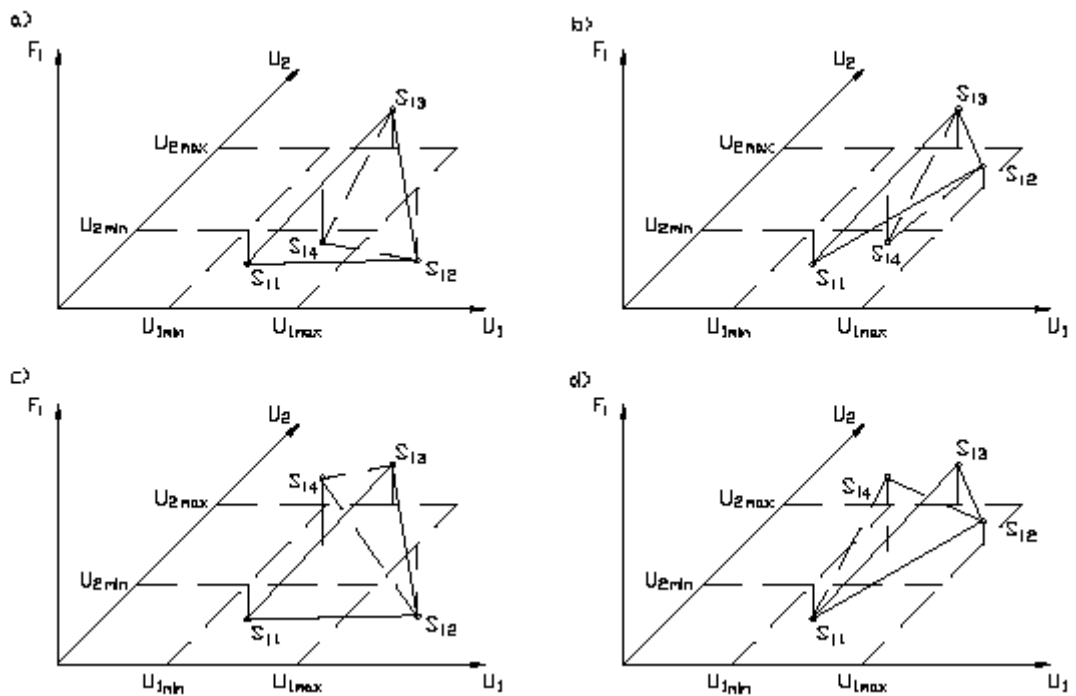 a)
F₁
U₂
S₁₃
U₂max
U₂min
S₁₄
S₁₁
S₁₂
U₁min
U₁max
U₁
b)
F₁
U₂
S₁₃
U₂max
S₁₂
U₂min
S₁₄
S₁₁
U₁min
U₁max
U₁
c)
F₁
U₂
S₁₃
S₁₄
U₂max
U₂min
S₁₁
S₁₂
U₁min
U₁max
U₁
d)
F₁
U₂
S₁₃
S₁₄
U₂max
S₁₂
U₂min
S₁₁
U₁min
U₁max
U₁